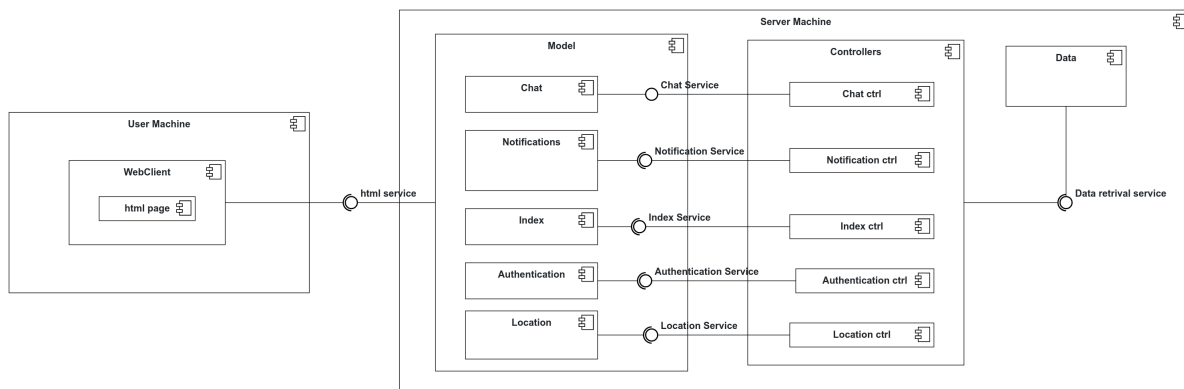 Server Machine
Model
Controllers
Data
Chat
Chat Service
Chat ctrl
User Machine
Notifications
Notification Service
Notification ctrl
WebClient
html page
html service
Data retrival service
Index
Index Service
Index ctrl
Authentication
Authentication Service
Authentication ctrl
Location
Location Service
Location ctrl